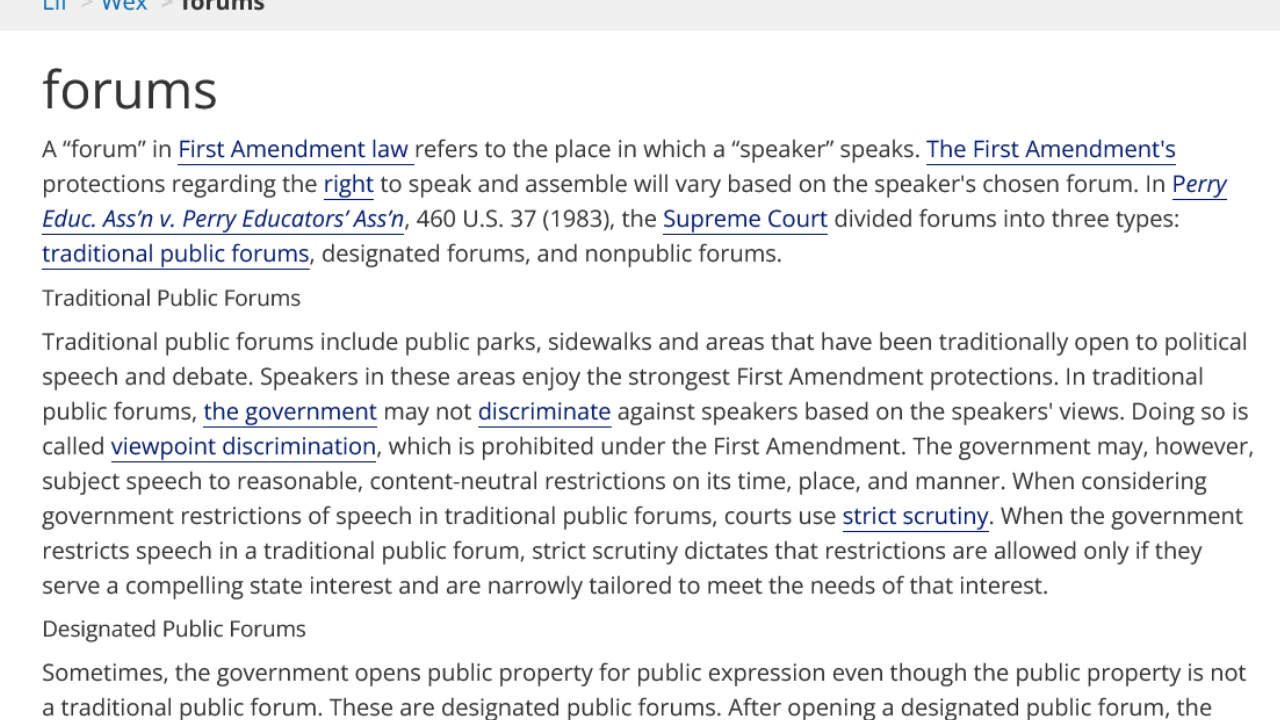 LII > Wex > forums
forums
A “forum” in First Amendment law refers to the place in which a “speaker” speaks. The First Amendment's
protections regarding the right to speak and assemble will vary based on the speaker's chosen forum. In Perry
Educ. Ass’n v. Perry Educators’ Ass’n, 460 U.S. 37 (1983), the Supreme Court divided forums into three types:
traditional public forums, designated forums, and nonpublic forums.
Traditional Public Forums
Traditional public forums include public parks, sidewalks and areas that have been traditionally open to political
speech and debate. Speakers in these areas enjoy the strongest First Amendment protections. In traditional
public forums, the government may not discriminate against speakers based on the speakers' views. Doing so is
called viewpoint discrimination, which is prohibited under the First Amendment. The government may, however,
subject speech to reasonable, content-neutral restrictions on its time, place, and manner. When considering
government restrictions of speech in traditional public forums, courts use strict scrutiny. When the government
restricts speech in a traditional public forum, strict scrutiny dictates that restrictions are allowed only if they
serve a compelling state interest and are narrowly tailored to meet the needs of that interest.
Designated Public Forums
Sometimes, the government opens public property for public expression even though the public property is not
a traditional public forum. These are designated public forums. After opening a designated public forum, the